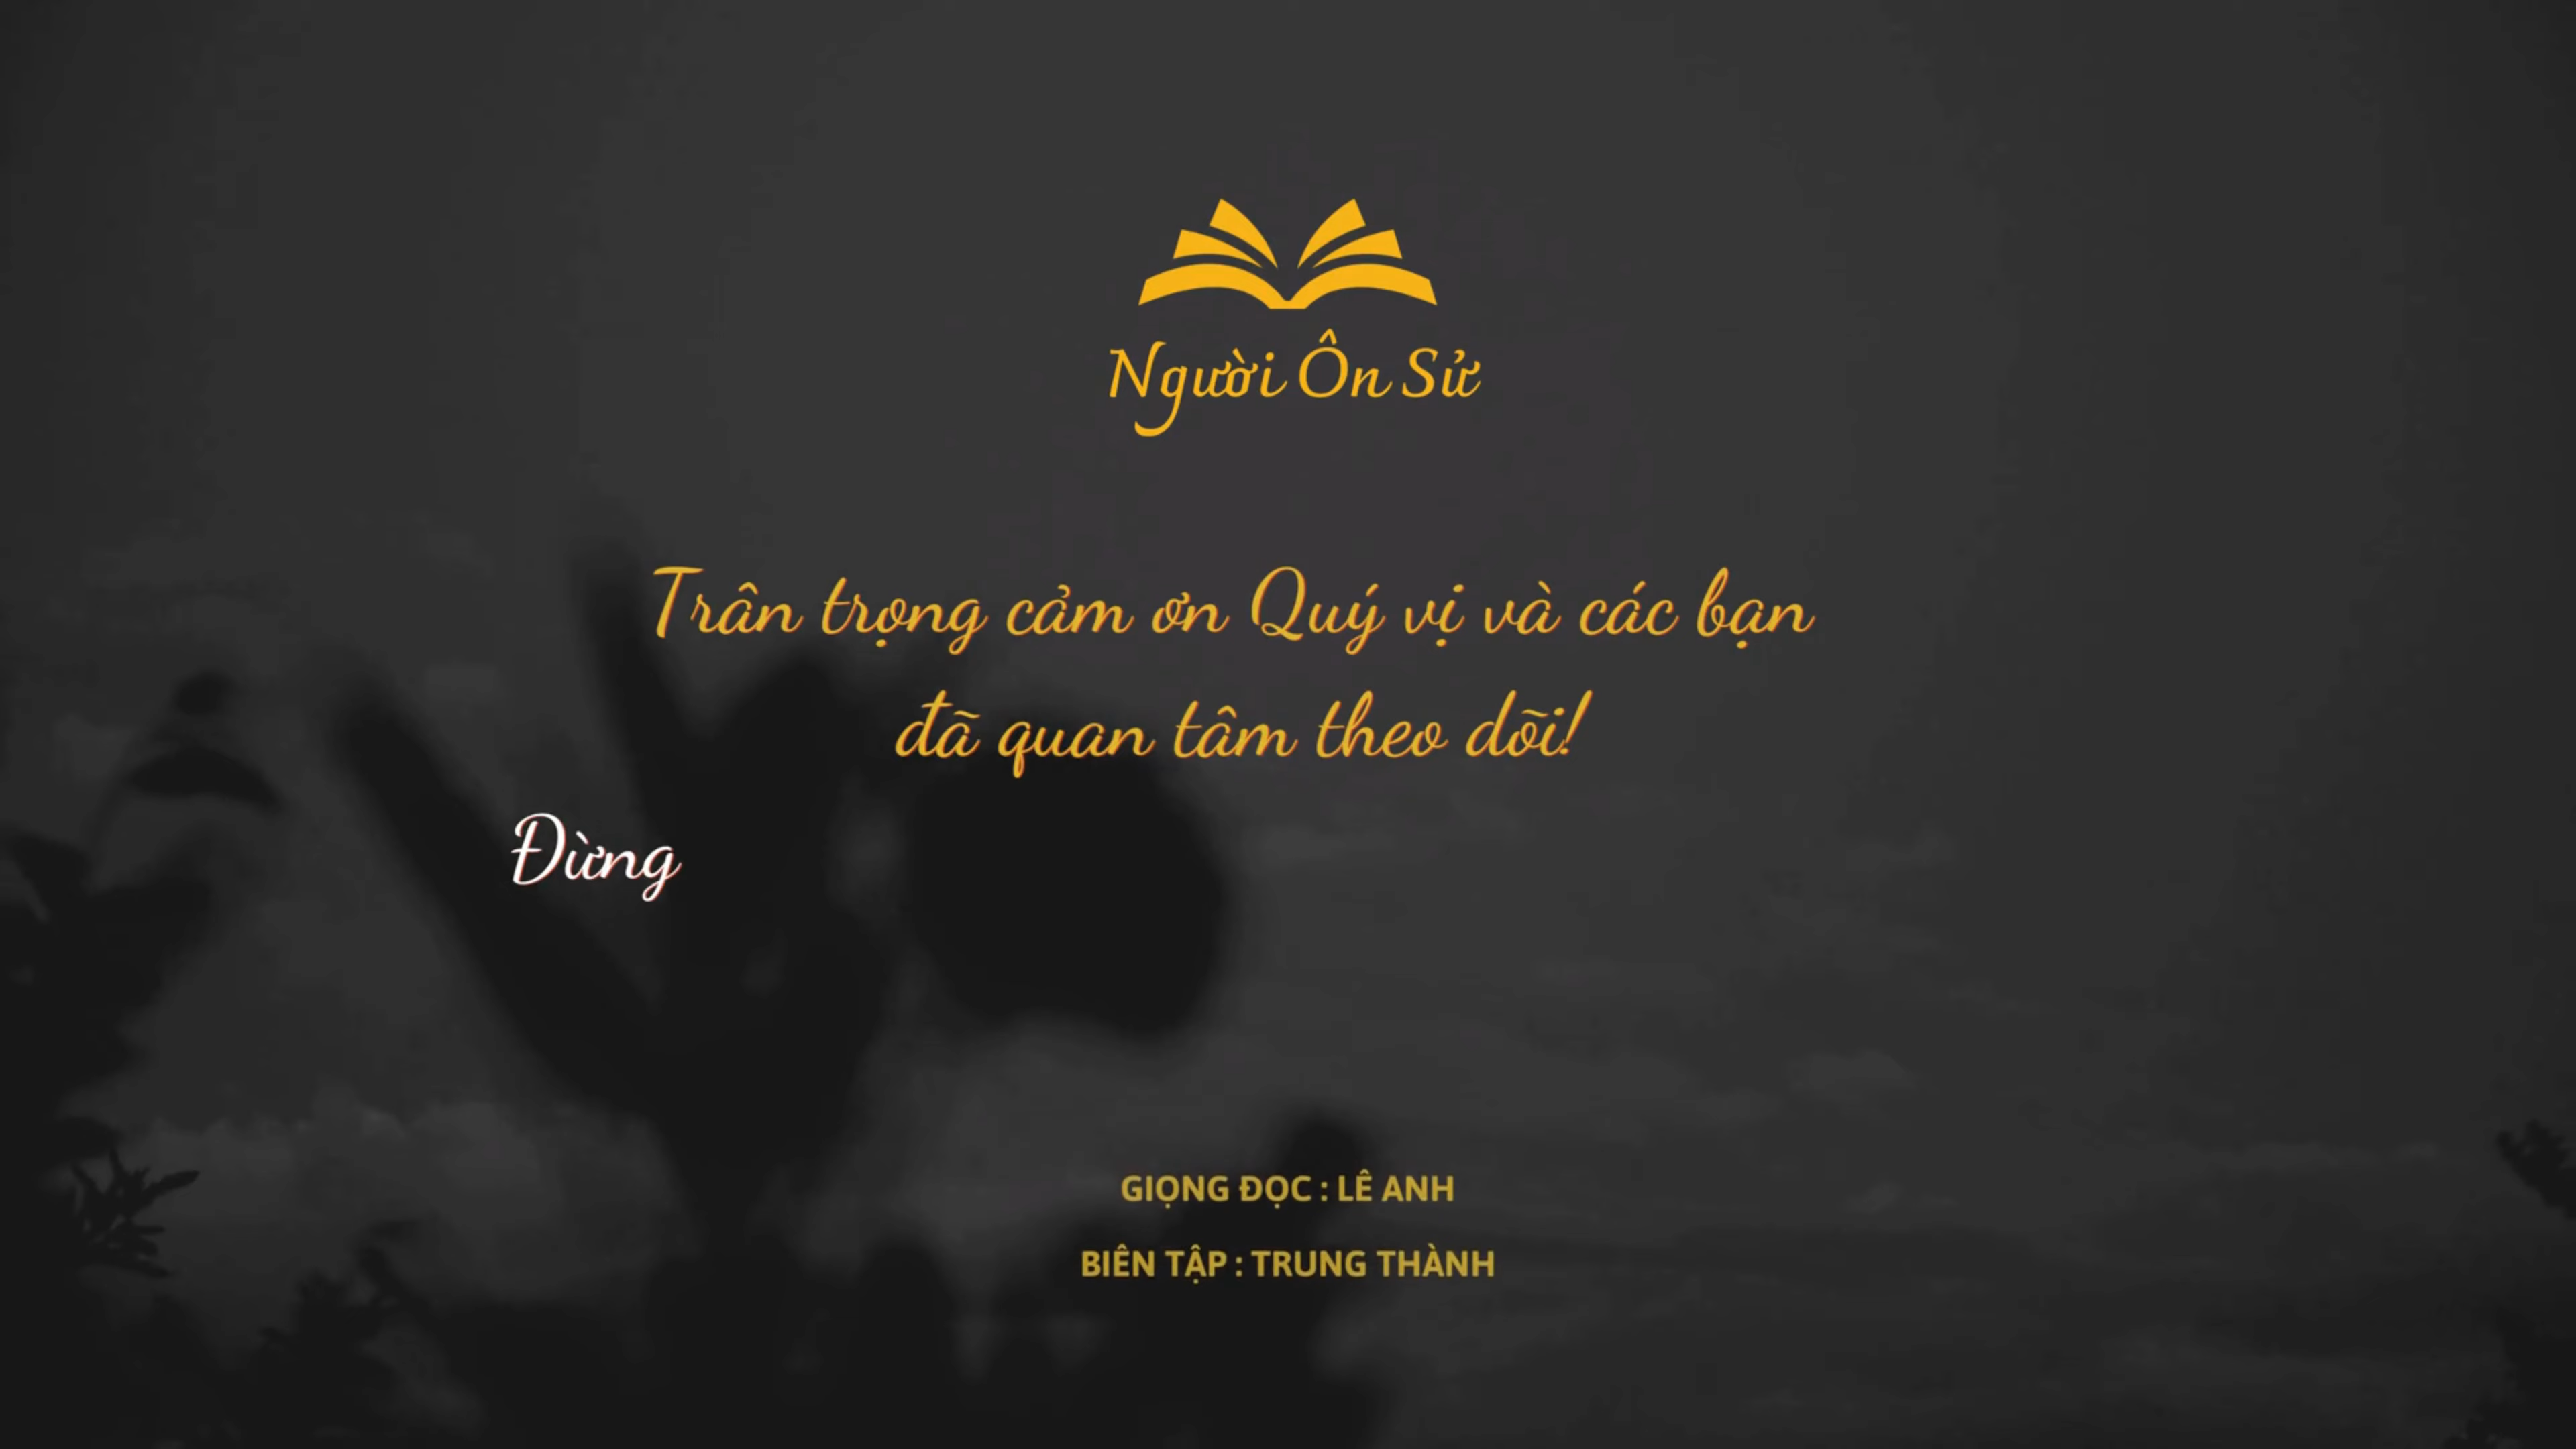 Người Ôn Sử
Trân trọng cảm ơn Quý vị và các bạn
đã quan tâm theo dõi!
Đừng
GIỌNG ĐỌC : LÊ ANH
BIÊN TẬP : TRUNG THÀNH